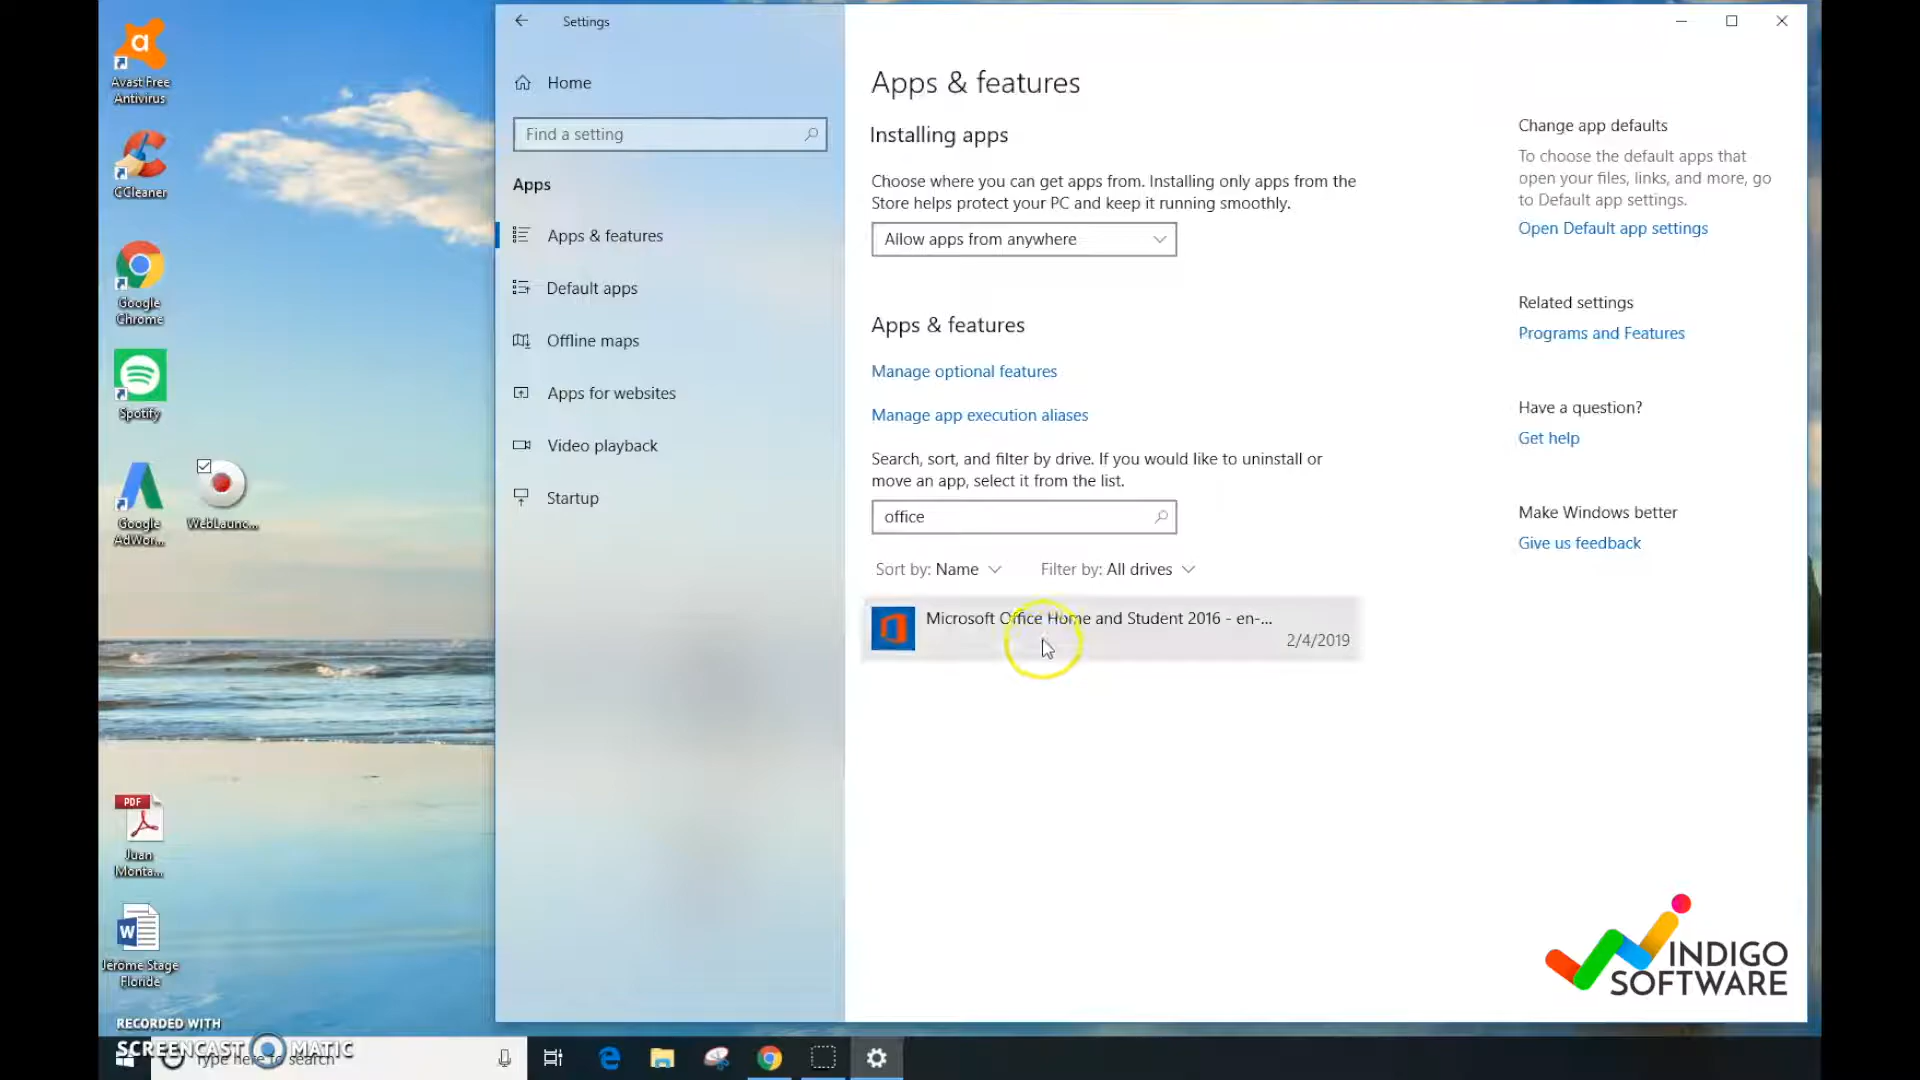 Avast Free
Antivirus
CCleaner
Google
Chrome
Spotify
Google
AdWor...
WebLaunc...
PDF
Juan
Monta...
W
Jérome Stage
Floride
RECORDED WITH
SCREENCAST MATIC
Type here to search
Settings
Home
Find a setting
Apps
Apps & features
Default apps
Offline maps
Apps for websites
Video playback
Startup
Apps & features
Installing apps
Choose where you can get apps from. Installing only apps from the
Store helps protect your PC and keep it running smoothly.
Allow apps from anywhere
Apps & features
Manage optional features
Manage app execution aliases
Search, sort, and filter by drive. If you would like to uninstall or
move an app, select it from the list.
office
Sort by: Name
Filter by: All drives
Microsoft Office Home and Student 2016 - en-...
2/4/2019
Change app defaults
To choose the default apps that
open your files, links, and more, go
to Default app settings.
Open Default app settings
Related settings
Programs and Features
Have a question?
Get help
Make Windows better
Give us feedback
INDIGO
SOFTWARE